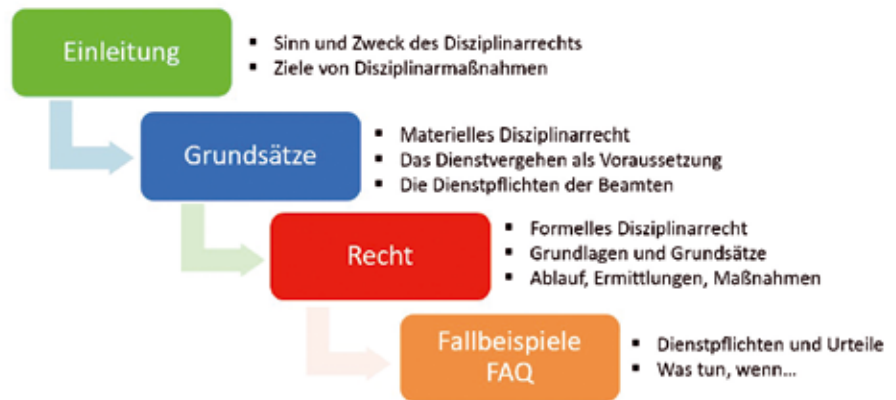 Einleitung
▪ Sinn und Zweck des Disziplinarrechts
▪ Ziele von Disziplinarmaßnahmen
Grundsätze
▪ Materielles Disziplinarrecht
▪ Das Dienstvergehen als Voraussetzung
▪ Die Dienstpflichten der Beamten
Recht
▪ Formelles Disziplinarrecht
▪ Grundlagen und Grundsätze
▪ Ablauf, Ermittlungen, Maßnahmen
Fallbeispiele
FAQ
▪ Dienstpflichten und Urteile
▪ Was tun, wenn...